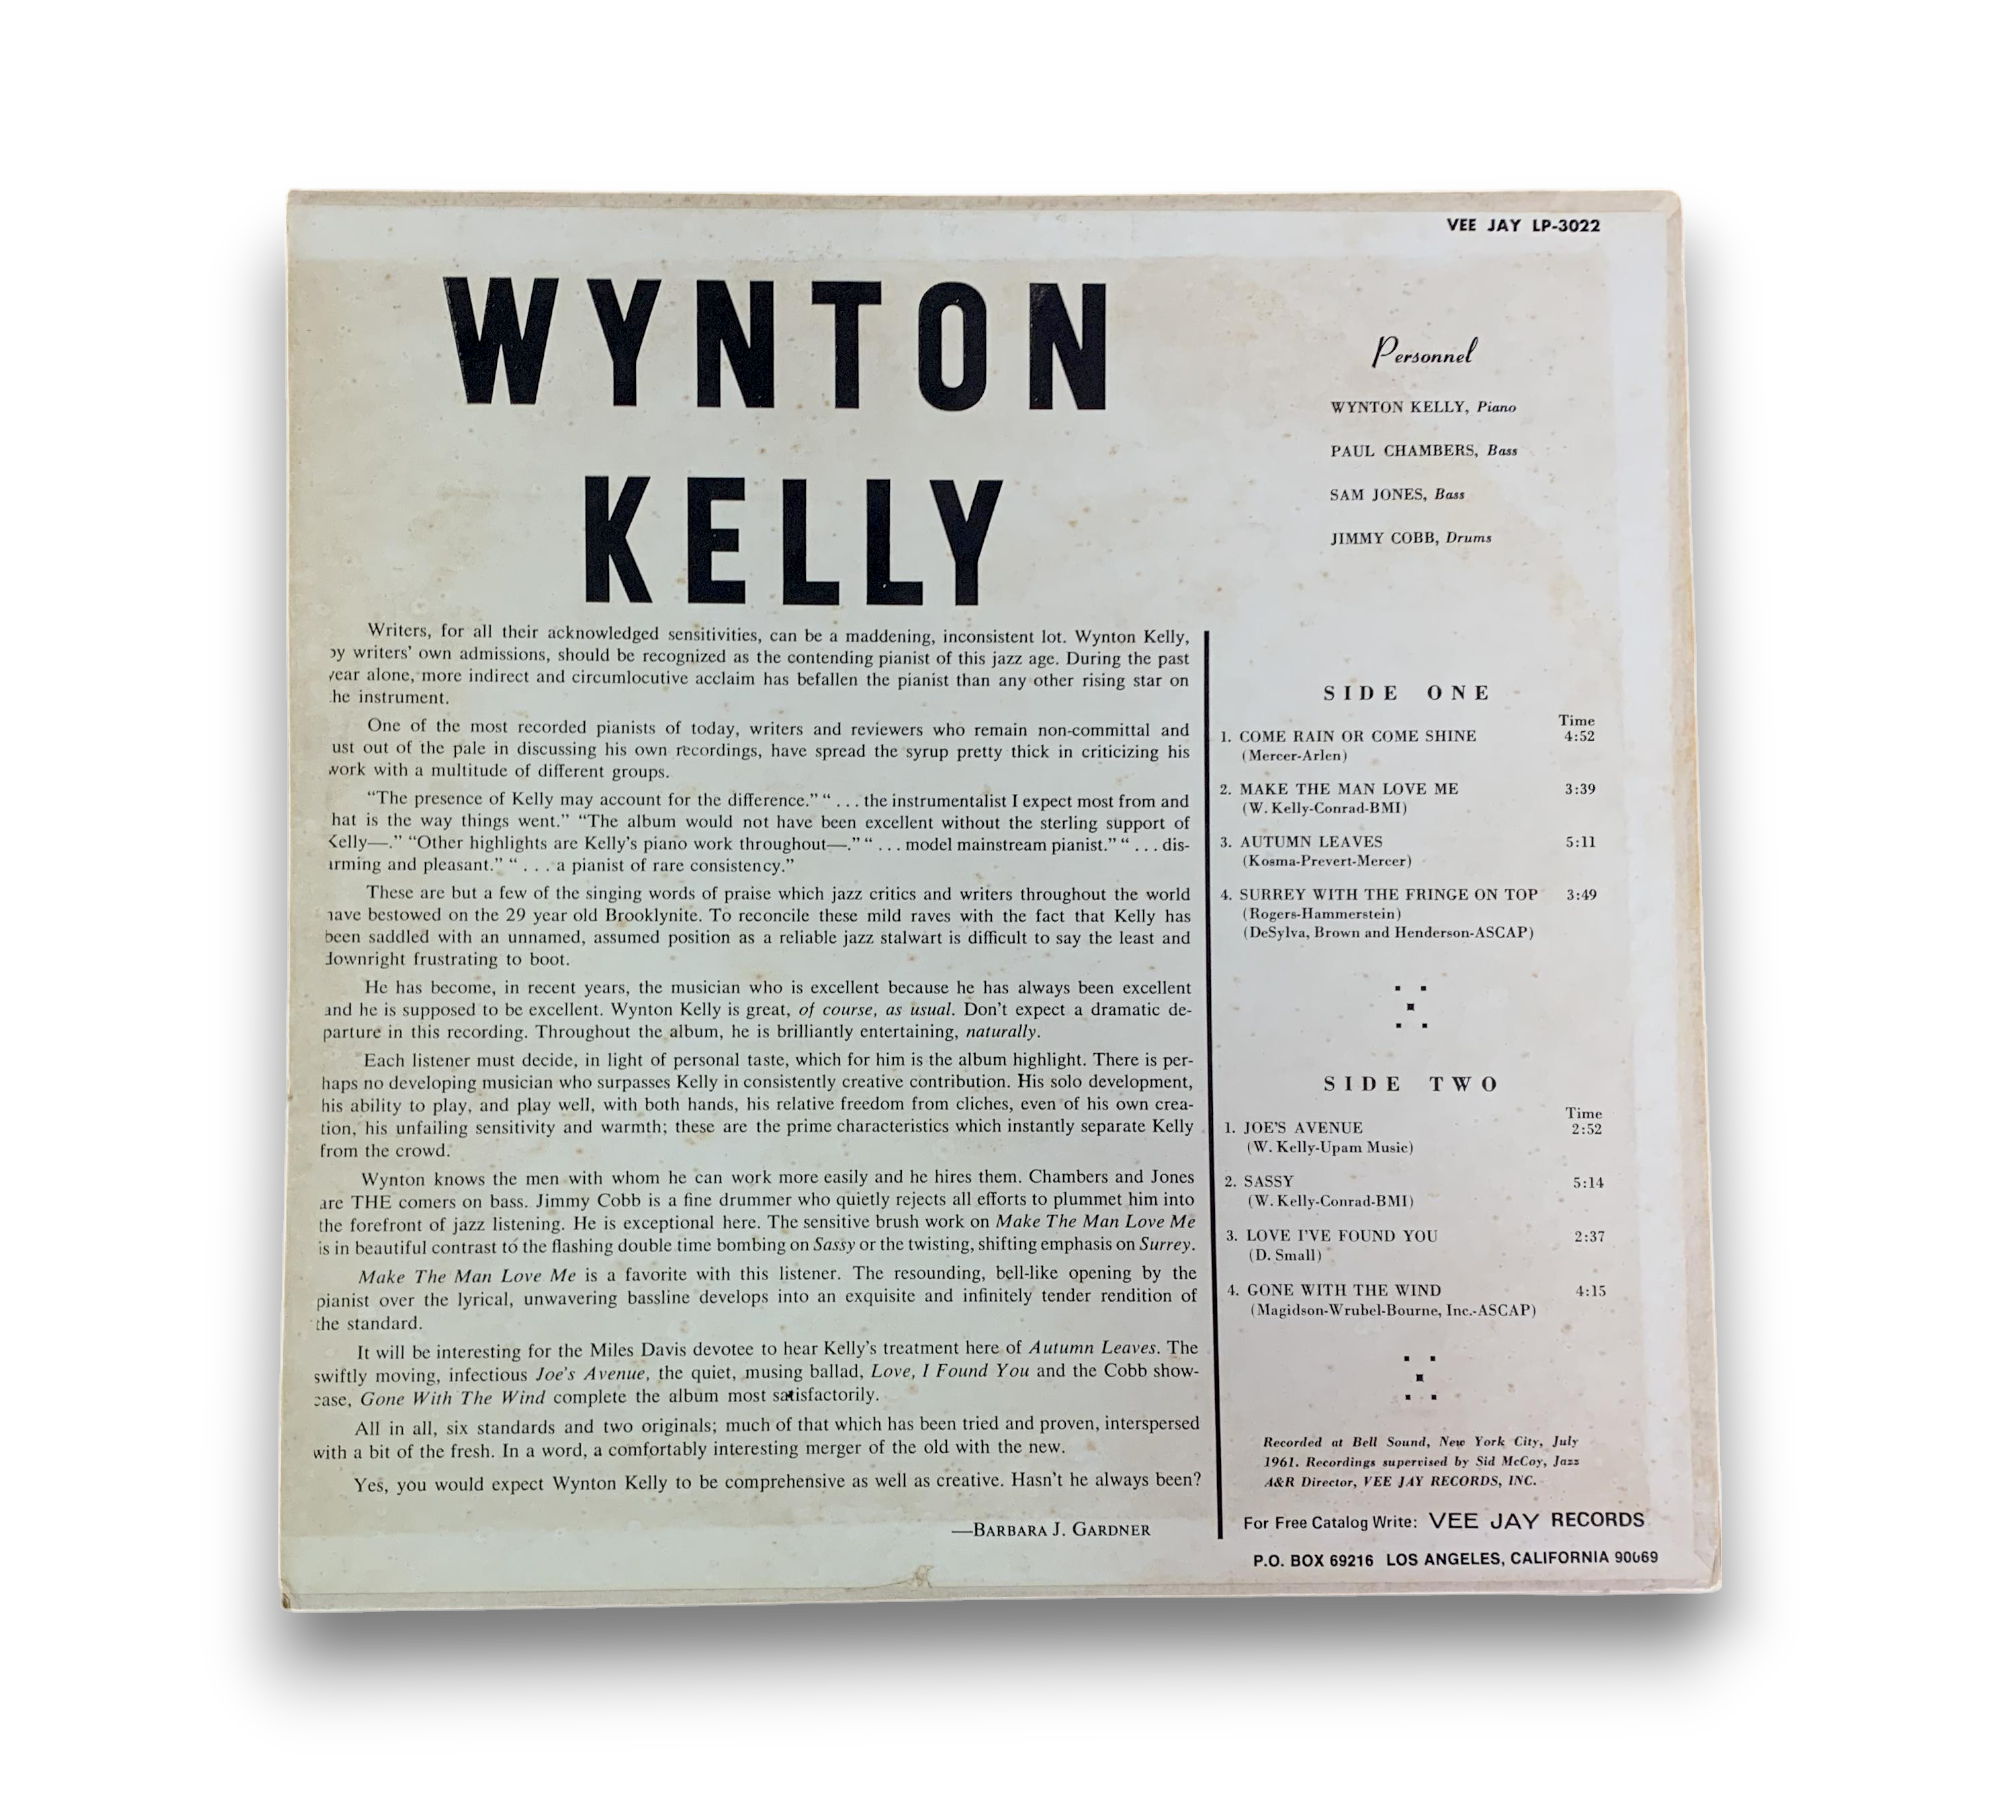 VEE JAY LP-3022
WYNTON
KELLY
Writers, for all their acknowledged sensitivities, can be a maddening, inconsistent lot. Wynton Kelly,
by writers' own admissions, should be recognized as the contending pianist of this jazz age. During the past
year alone, more indirect and circumlocutive acclaim has befallen the pianist than any other rising star on
he instrument.
One of the most recorded pianists of today, writers and reviewers who remain non-committal and
ust out of the pale in discussing his own recordings, have spread the syrup pretty thick in criticizing his
work with a multitude of different groups.
“The presence of Kelly may account for the difference.” “ . . . the instrumentalist I expect most from and
hat is the way things went.” “The album would not have been excellent without the sterling support of
Kelly—.” “Other highlights are Kelly's piano work throughout—.” “ . . . model mainstream pianist.” “ . . . dis-
arming and pleasant.” “ . . . a pianist of rare consistency.”
These are but a few of the singing words of praise which jazz critics and writers throughout the world
have bestowed on the 29 year old Brooklynite. To reconcile these mild raves with the fact that Kelly has
been saddled with an unnamed, assumed position as a reliable jazz stalwart is difficult to say the least and
downright frustrating to boot.
He has become, in recent years, the musician who is excellent because he has always been excellent
and he is supposed to be excellent. Wynton Kelly is great, of course, as usual. Don't expect a dramatic de-
parture in this recording. Throughout the album, he is brilliantly entertaining, naturally.
Each listener must decide, in light of personal taste, which for him is the album highlight. There is per-
haps no developing musician who surpasses Kelly in consistently creative contribution. His solo development,
his ability to play, and play well, with both hands, his relative freedom from cliches, even of his own crea-
tion, his unfailing sensitivity and warmth; these are the prime characteristics which instantly separate Kelly
from the crowd.
Wynton knows the men with whom he can work more easily and he hires them. Chambers and Jones
are THE comers on bass. Jimmy Cobb is a fine drummer who quietly rejects all efforts to plummet him into
the forefront of jazz listening. He is exceptional here. The sensitive brush work on Make The Man Love Me
is in beautiful contrast to the flashing double time bombing on Sassy or the twisting, shifting emphasis on Surrey.
Make The Man Love Me is a favorite with this listener. The resounding, bell-like opening by the
pianist over the lyrical, unwavering bassline develops into an exquisite and infinitely tender rendition of
the standard.
It will be interesting for the Miles Davis devotee to hear Kelly's treatment here of Autumn Leaves. The
swiftly moving, infectious Joe's Avenue, the quiet, musing ballad, Love, I Found You and the Cobb show-
case, Gone With The Wind complete the album most satisfactorily.
All in all, six standards and two originals; much of that which has been tried and proven, interspersed
with a bit of the fresh. In a word, a comfortably interesting merger of the old with the new.
Yes, you would expect Wynton Kelly to be comprehensive as well as creative. Hasn't he always been?
—BARBARA J. GARDNER
Personnel
WYNTON KELLY, Piano
PAUL CHAMBERS, Bass
SAM JONES, Bass
JIMMY COBB, Drums
SIDE ONE
Time
1. COME RAIN OR COME SHINE 4:52
(Mercer-Arlen)
2. MAKE THE MAN LOVE ME 3:39
(W. Kelly-Conrad-BMI)
3. AUTUMN LEAVES 5:11
(Kosma-Prevert-Mercer)
4. SURREY WITH THE FRINGE ON TOP 3:49
(Rogers-Hammerstein)
(DeSylva, Brown and Henderson-ASCAP)
SIDE TWO
Time
1. JOE'S AVENUE 2:52
(W. Kelly-Upam Music)
2. SASSY 5:14
(W. Kelly-Conrad-BMI)
3. LOVE I'VE FOUND YOU 2:37
(D. Small)
4. GONE WITH THE WIND 4:15
(Magidson-Wrubel-Bourne, Inc.-ASCAP)
Recorded at Bell Sound, New York City, July
1961. Recordings supervised by Sid McCoy, Jazz
A&R Director, VEE JAY RECORDS, INC.
For Free Catalog Write: VEE JAY RECORDS
P.O. BOX 69216 LOS ANGELES, CALIFORNIA 90069